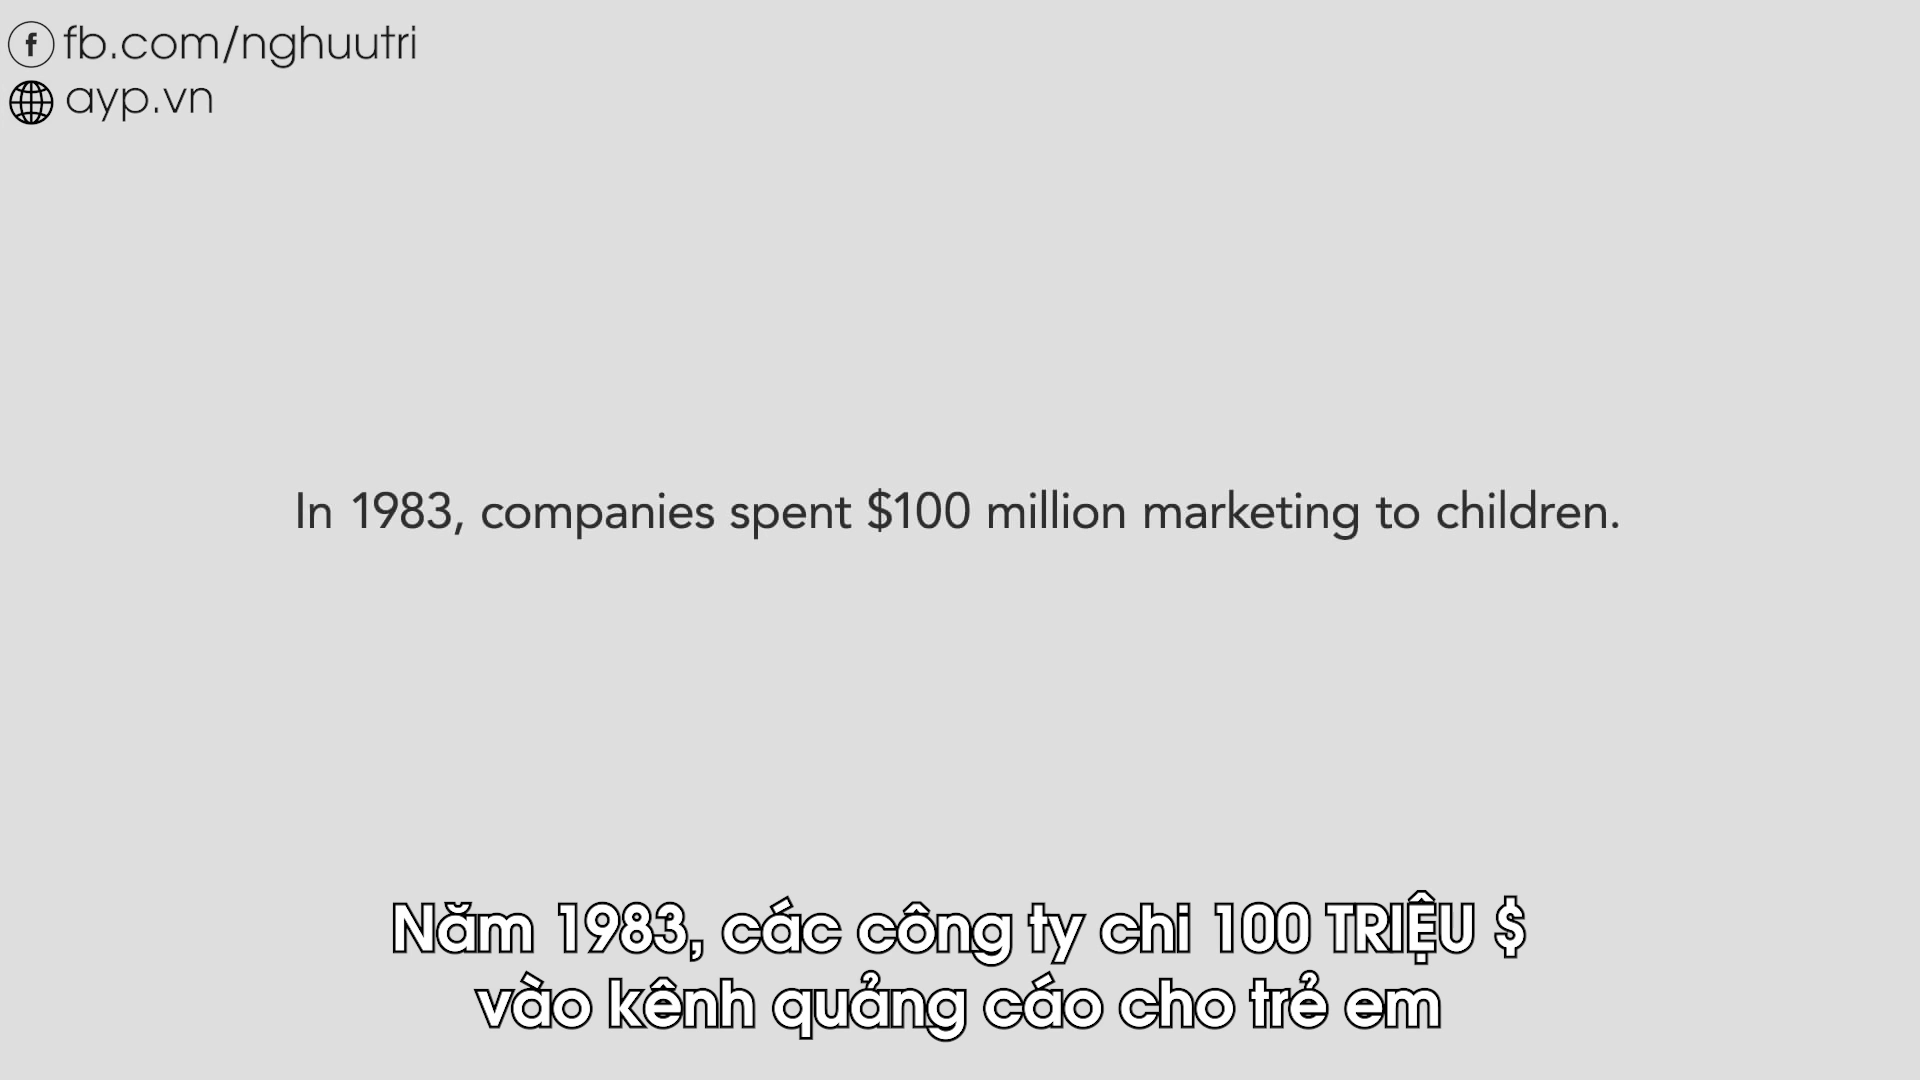 fb.com/nghuutri
ayp.vn
In 1983, companies spent $100 million marketing to children.
Năm 1983, các công ty chi 100 TRIỆU $
vào kênh quảng cáo cho trẻ em